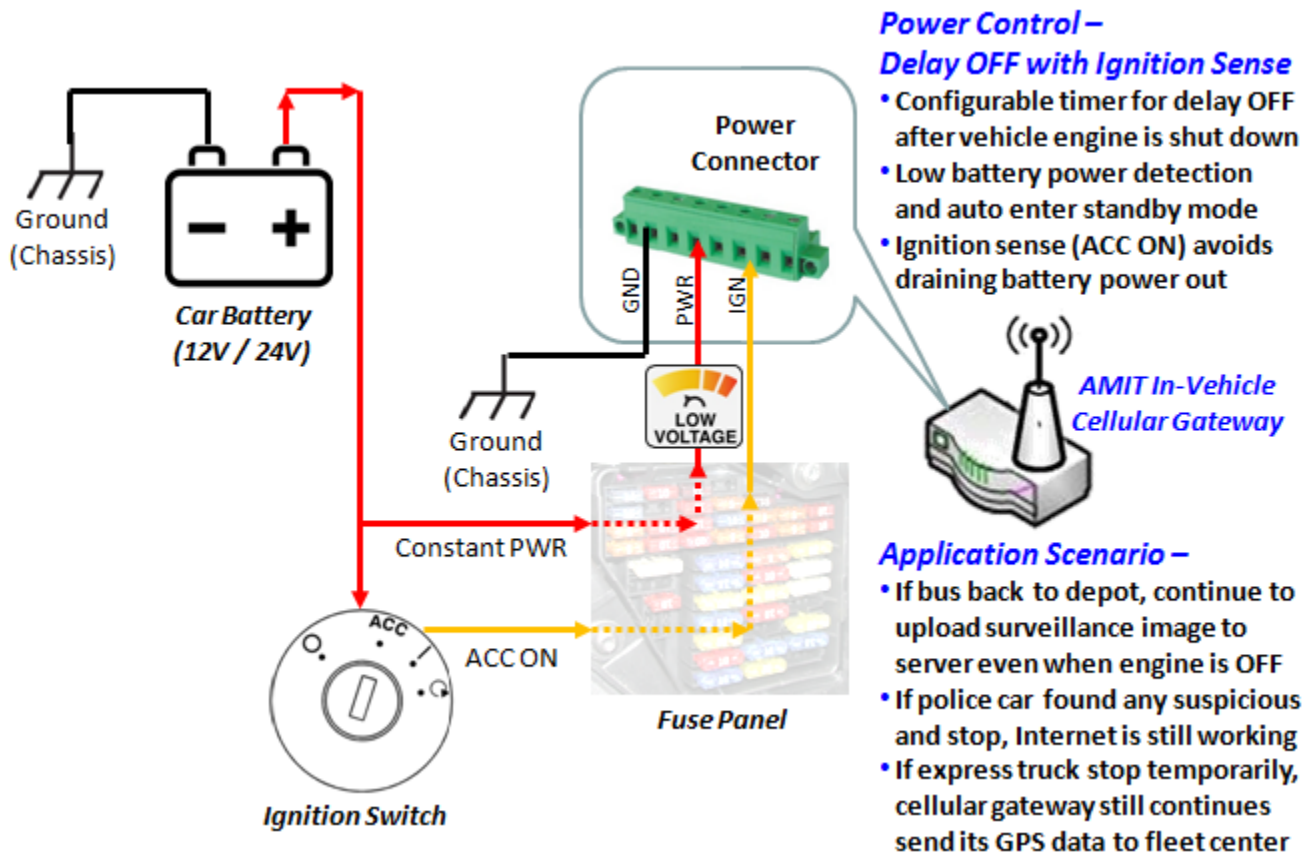 Power Control –
Delay OFF with Ignition Sense
• Configurable timer for delay OFF
after vehicle engine is shut down
• Low battery power detection
and auto enter standby mode
• Ignition sense (ACC ON) avoids
draining battery power out
Power
Connector
GND
PWR
IGN
Ground
(Chassis)
Car Battery
(12V / 24V)
LOW
VOLTAGE
Ground
(Chassis)
AMIT In-Vehicle
Cellular Gateway
Constant PWR
ACC
ACC ON
Fuse Panel
Ignition Switch
Application Scenario –
• If bus back to depot, continue to
upload surveillance image to
server even when engine is OFF
• If police car found any suspicious
and stop, Internet is still working
• If express truck stop temporarily,
cellular gateway still continues
send its GPS data to fleet center